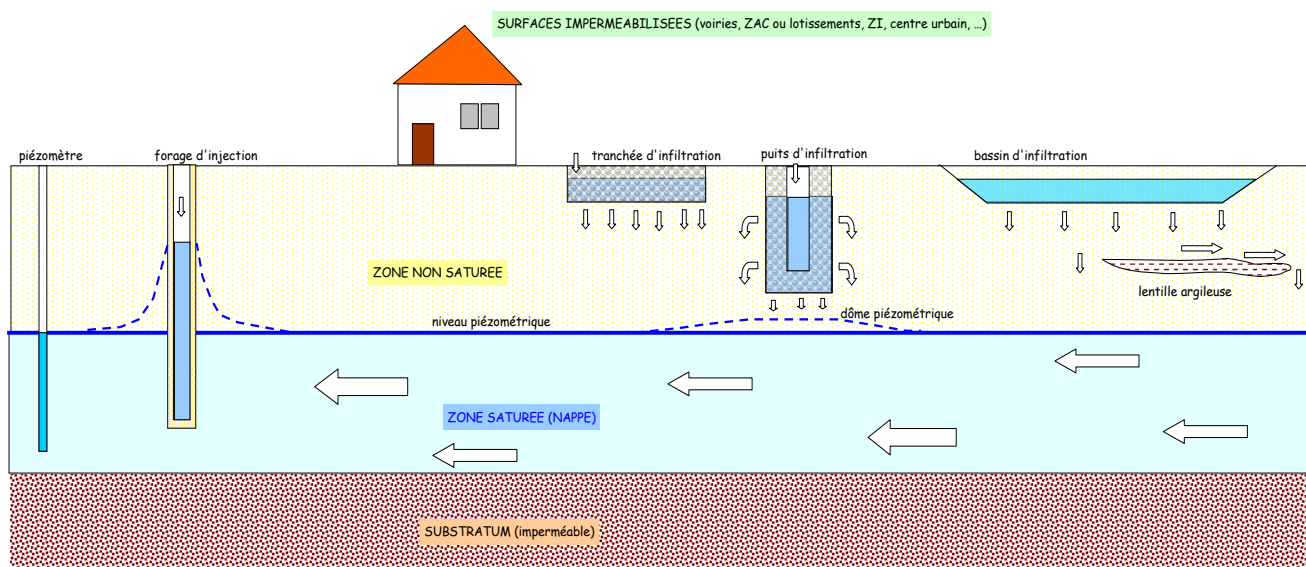 SURFACES IMPERMEABILISEES (voiries, ZAC ou lotissements, ZI, centre urbain, ...)
piézomètre
forage d'injection
tranchée d'infiltration
puits d'infiltration
bassin d'infiltration
ZONE NON SATUREE
lentille argileuse
niveau piézométrique
dôme piézométrique
ZONE SATUREE (NAPPE)
SUBSTRATUM (imperméable)